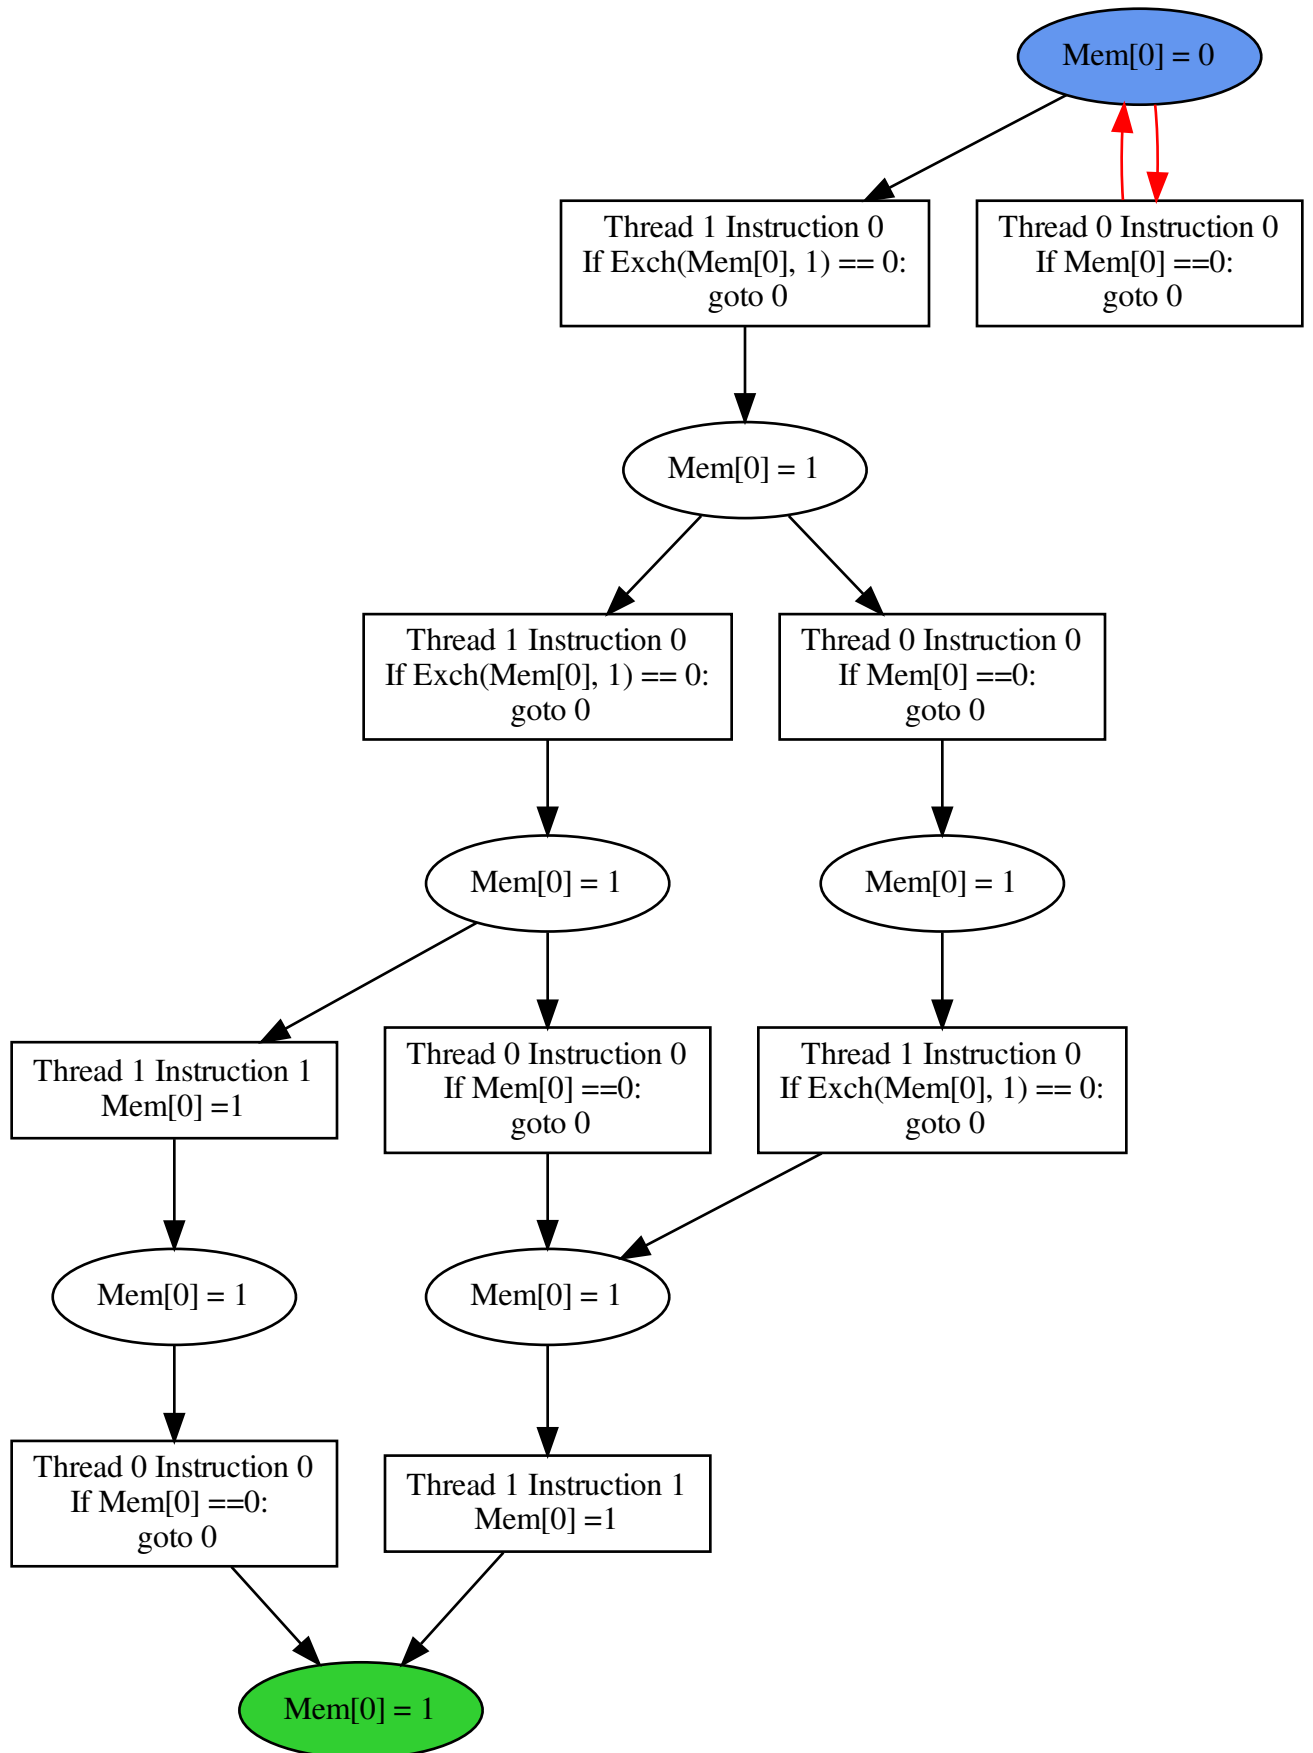 Mem[0] = 0
Thread 1 Instruction 0
If Exch(Mem[0], 1) == 0:
goto 0
Thread 0 Instruction 0
If Mem[0] ==0:
goto 0
Mem[0] = 1
Thread 1 Instruction 0
If Exch(Mem[0], 1) == 0:
goto 0
Thread 0 Instruction 0
If Mem[0] ==0:
goto 0
Mem[0] = 1
Mem[0] = 1
Thread 1 Instruction 1
Mem[0] =1
Thread 0 Instruction 0
If Mem[0] ==0:
goto 0
Thread 1 Instruction 0
If Exch(Mem[0], 1) == 0:
goto 0
Mem[0] = 1
Mem[0] = 1
Thread 0 Instruction 0
If Mem[0] ==0:
goto 0
Thread 1 Instruction 1
Mem[0] =1
Mem[0] = 1